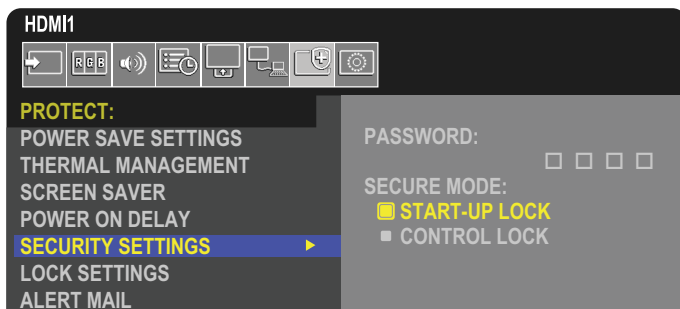 HDMI1
R G B
PROTECT:
POWER SAVE SETTINGS
THERMAL MANAGEMENT
SCREEN SAVER
POWER ON DELAY
SECURITY SETTINGS
LOCK SETTINGS
ALERT MAIL
PASSWORD:
SECURE MODE:
START-UP LOCK
CONTROL LOCK